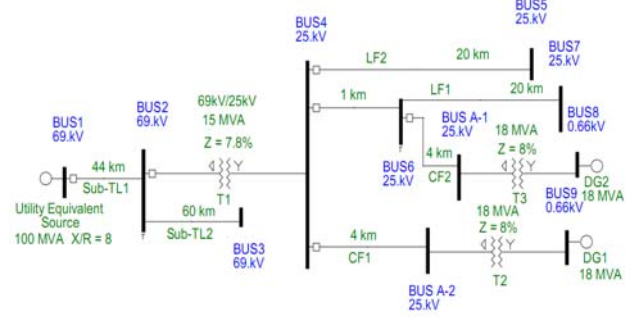 BUS5
25.kV
BUS4
25.kV
LF2
20 km
BUS7
25.kV
69kV/25kV
15 MVA
Z = 7.8%
1 km
LF1
20 km
BUS1
69.kV
BUS2
69.kV
BUS8
0.66kV
BUS A-1
25.kV
18 MVA
Z = 8%
44 km
Sub-TL1
T1
BUS6
25.kV
4 km
CF2
T3
DG2
18 MVA
Utility Equivalent
Source
100 MVA X/R = 8
60 km
Sub-TL2
BUS3
69.kV
BUS9
0.66kV
18 MVA
Z = 8%
4 km
CF1
T2
DG1
18 MVA
BUS A-2
25.kV